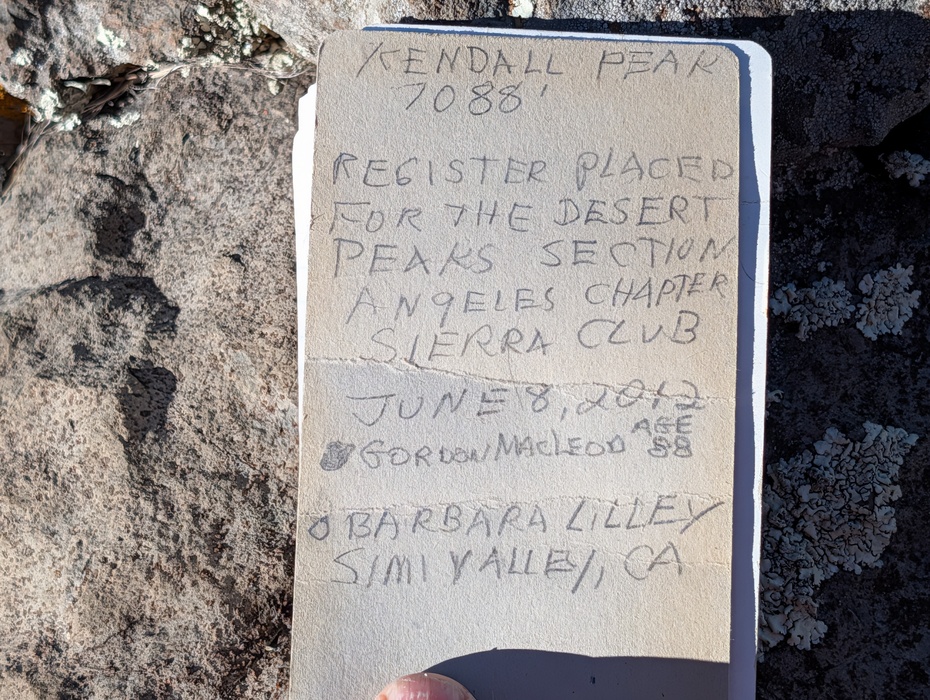 KENDALL PEAK
7088'
REGISTER PLACED
FOR THE DESERT
PEAKS SECTION
ANGELES CHAPTER
SIERRA CLUB
JUNE 8, 2012
GORDON MACLEOD AGE 88
BARBARA LILLEY
SIMI VALLEY, CA